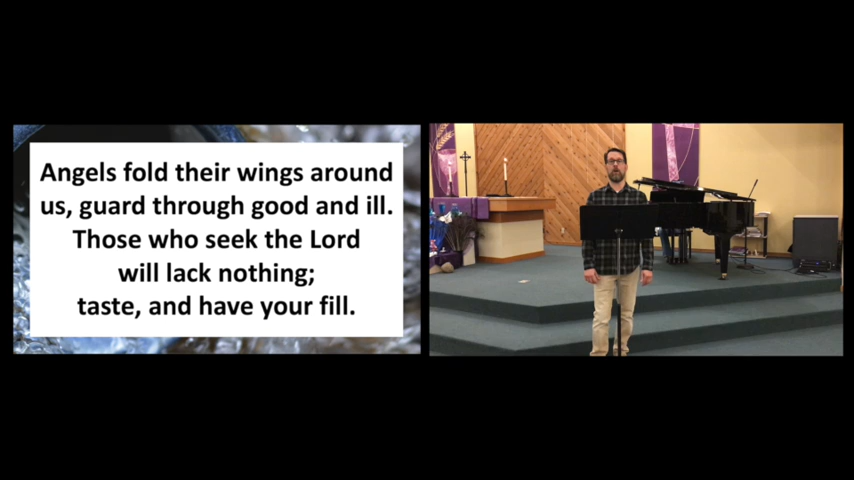 Angels fold their wings around
us, guard through good and ill.
Those who seek the Lord
will lack nothing;
taste, and have your fill.